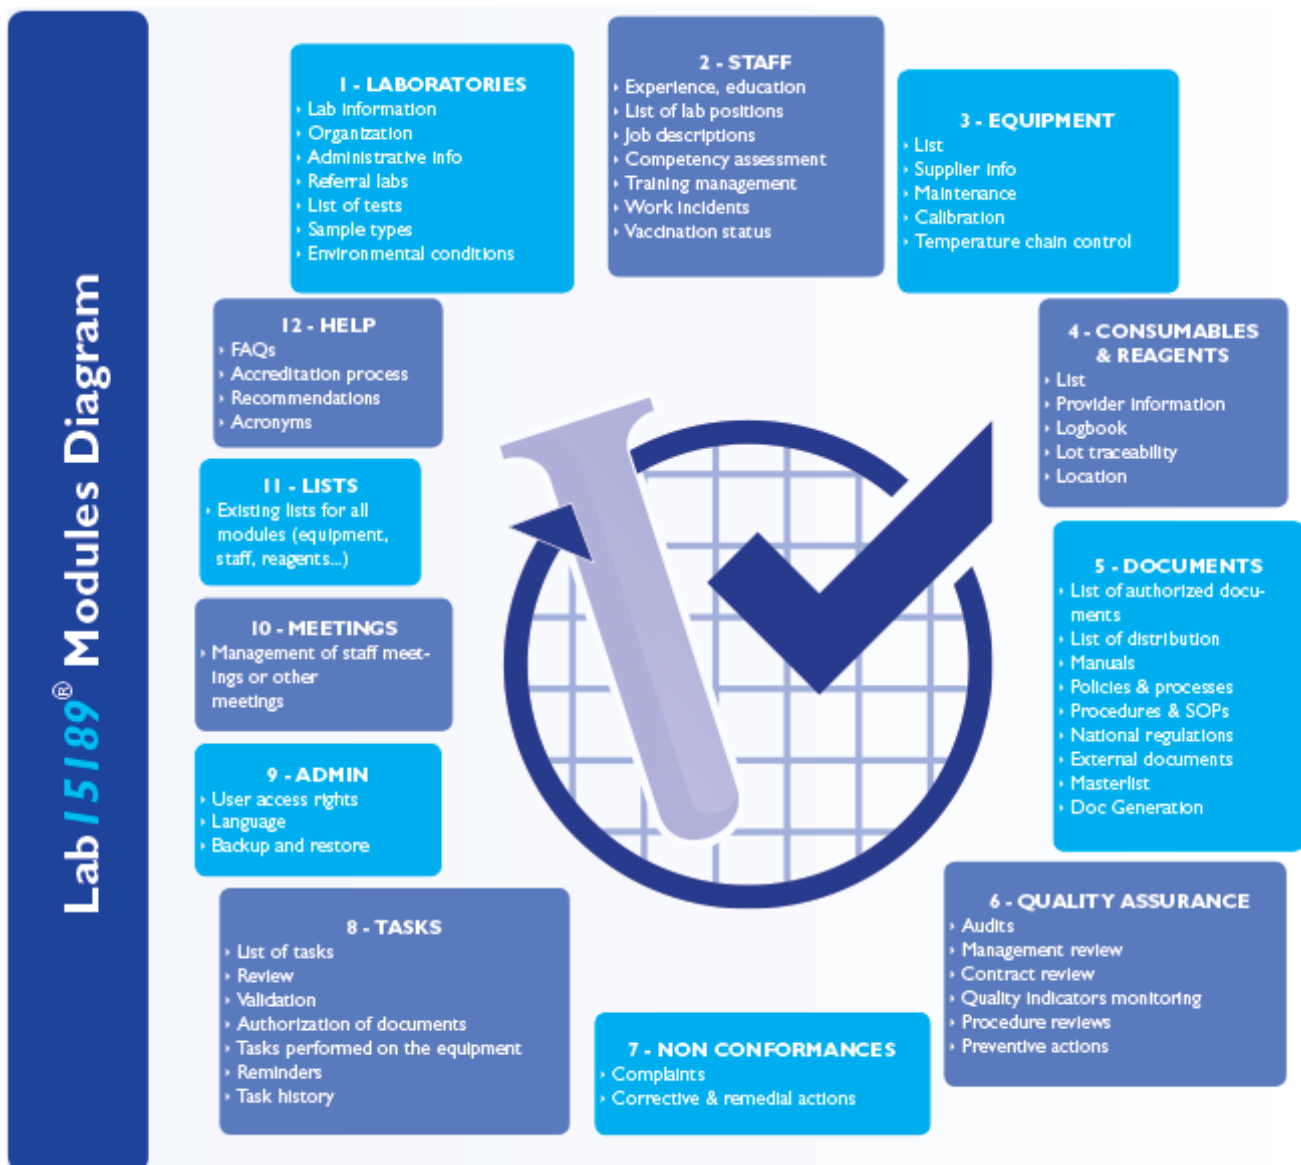 Lab 15189® Modules Diagram
1 - LABORATORIES
Lab information
Organization
Administrative info
Referral labs
List of tests
Sample types
Environmental conditions
2 - STAFF
Experience, education
List of lab positions
Job descriptions
Competency assessment
Training management
Work incidents
Vaccination status
3 - EQUIPMENT
List
Supplier info
Maintenance
Calibration
Temperature chain control
4 - CONSUMABLES
& REAGENTS
List
Provider information
Logbook
Lot traceability
Location
5 - DOCUMENTS
List of authorized docu-
ments
List of distribution
Manuals
Policies & processes
Procedures & SOPs
National regulations
External documents
Masterlist
Doc Generation
6 - QUALITY ASSURANCE
Audits
Management review
Contract review
Quality indicators monitoring
Procedure reviews
Preventive actions
7 - NON CONFORMANCES
Complaints
Corrective & remedial actions
8 - TASKS
List of tasks
Review
Validation
Authorization of documents
Tasks performed on the equipment
Reminders
Task history
9 - ADMIN
User access rights
Language
Backup and restore
10 - MEETINGS
Management of staff meet-
ings or other
meetings
11 - LISTS
Existing lists for all
modules (equipment,
staff, reagents...)
12 - HELP
FAQs
Accreditation process
Recommendations
Acronyms